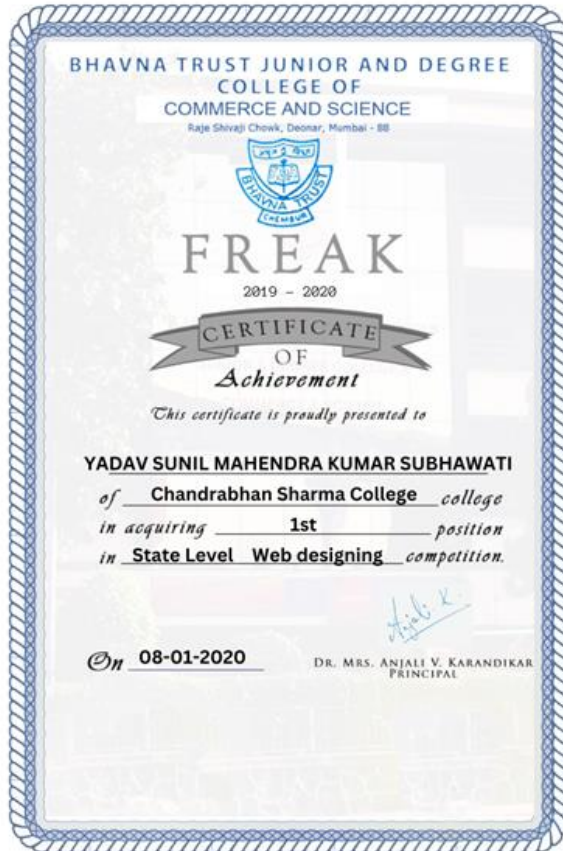 BHAVNA TRUST JUNIOR AND DEGREE
COLLEGE OF
COMMERCE AND SCIENCE
Raje Shivaji Chowk, Deonar, Mumbai - 88
BHAVNA TRUST
CHEMBUR
FREAK
2019 - 2020
CERTIFICATE
OF
Achievement
This certificate is proudly presented to
YADAV SUNIL MAHENDRA KUMAR SUBHAWATI
of Chandrabhan Sharma College college
in acquiring 1st position
in State Level Web designing competition.
Anjali K.
On 08-01-2020
DR. MRS. ANJALI V. KARANDIKAR
PRINCIPAL